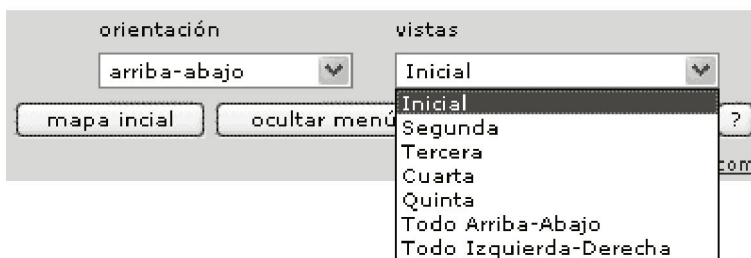 orientación vistas
arriba-abajo Inicial
Inicial
mapa incial ocultar menú ?
Segunda
Tercera
com
Cuarta
Quinta
Todo Arriba-Abajo
Todo Izquierda-Derecha